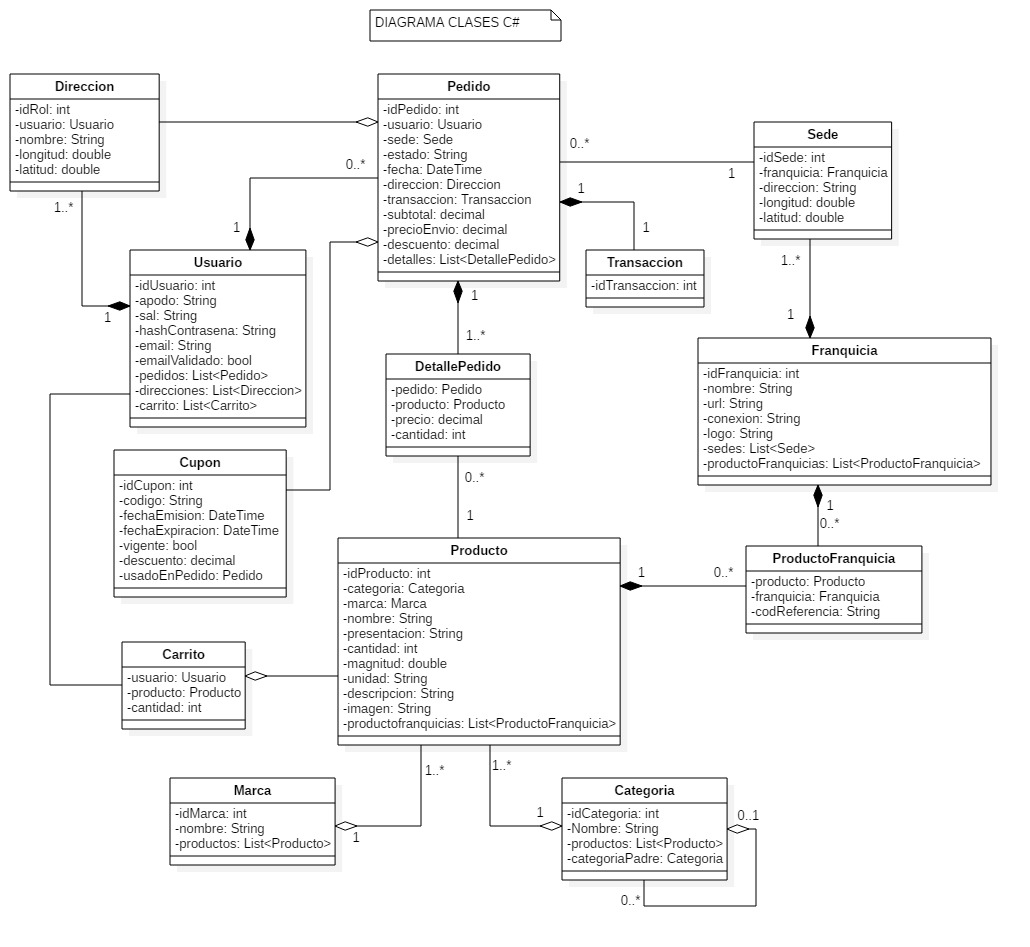 DIAGRAMA CLASES C#
Direccion
-idRol: int
-usuario: Usuario
-nombre: String
-longitud: double
-latitud: double
Pedido
-idPedido: int
-usuario: Usuario
-sede: Sede
-estado: String
-fecha: DateTime
-direccion: Direccion
-transaccion: Transaccion
-subtotal: decimal
-precioEnvio: decimal
-descuento: decimal
-detalles: List<DetallePedido>
Sede
-idSede: int
-franquicia: Franquicia
-direccion: String
-longitud: double
-latitud: double
0..*
1
0..*
1
1..*
1
1
1
Usuario
-idUsuario: int
-apodo: String
-sal: String
-hashContrasena: String
-email: String
-emailValidado: bool
-pedidos: List<Pedido>
-direcciones: List<Direccion>
-carrito: List<Carrito>
Transaccion
-idTransaccion: int
1..*
1
1
1..*
DetallePedido
-pedido: Pedido
-producto: Producto
-precio: decimal
-cantidad: int
Franquicia
-idFranquicia: int
-nombre: String
-url: String
-conexion: String
-logo: String
-sedes: List<Sede>
-productoFranquicias: List<ProductoFranquicia>
Cupon
-idCupon: int
-codigo: String
-fechaEmision: DateTime
-fechaExpiracion: DateTime
-vigente: bool
-descuento: decimal
-usadoEnPedido: Pedido
0..*
1
1
0..*
Producto
-idProducto: int
-categoria: Categoria
-marca: Marca
-nombre: String
-presentacion: String
-cantidad: int
-magnitud: double
-unidad: String
-descripcion: String
-imagen: String
-productofranquicias: List<ProductoFranquicia>
1
0..*
ProductoFranquicia
-producto: Producto
-franquicia: Franquicia
-codReferencia: String
Carrito
-usuario: Usuario
-producto: Producto
-cantidad: int
1..*
1..*
Marca
-idMarca: int
-nombre: String
-productos: List<Producto>
1
1
Categoria
-idCategoria: int
-Nombre: String
-productos: List<Producto>
-categoriaPadre: Categoria
0..1
0..*